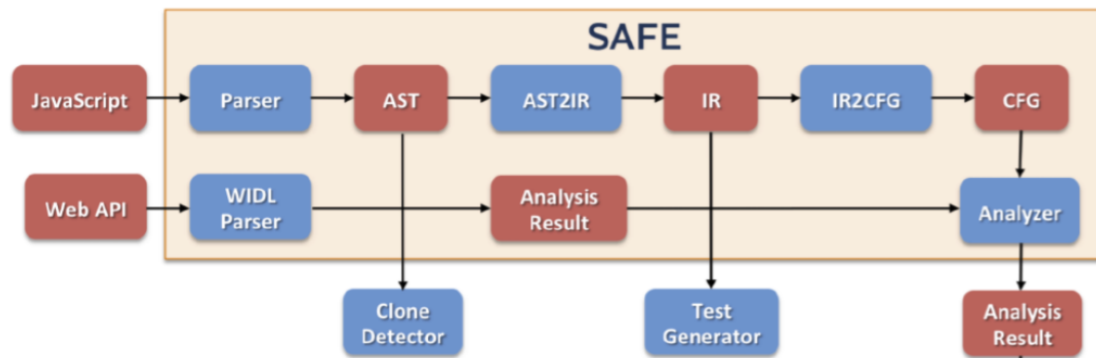 SAFE
JavaScript
Parser
AST
AST2IR
IR
IR2CFG
CFG
Web API
WIDL
Parser
Analysis
Result
Analyzer
Clone
Detector
Test
Generator
Analysis
Result